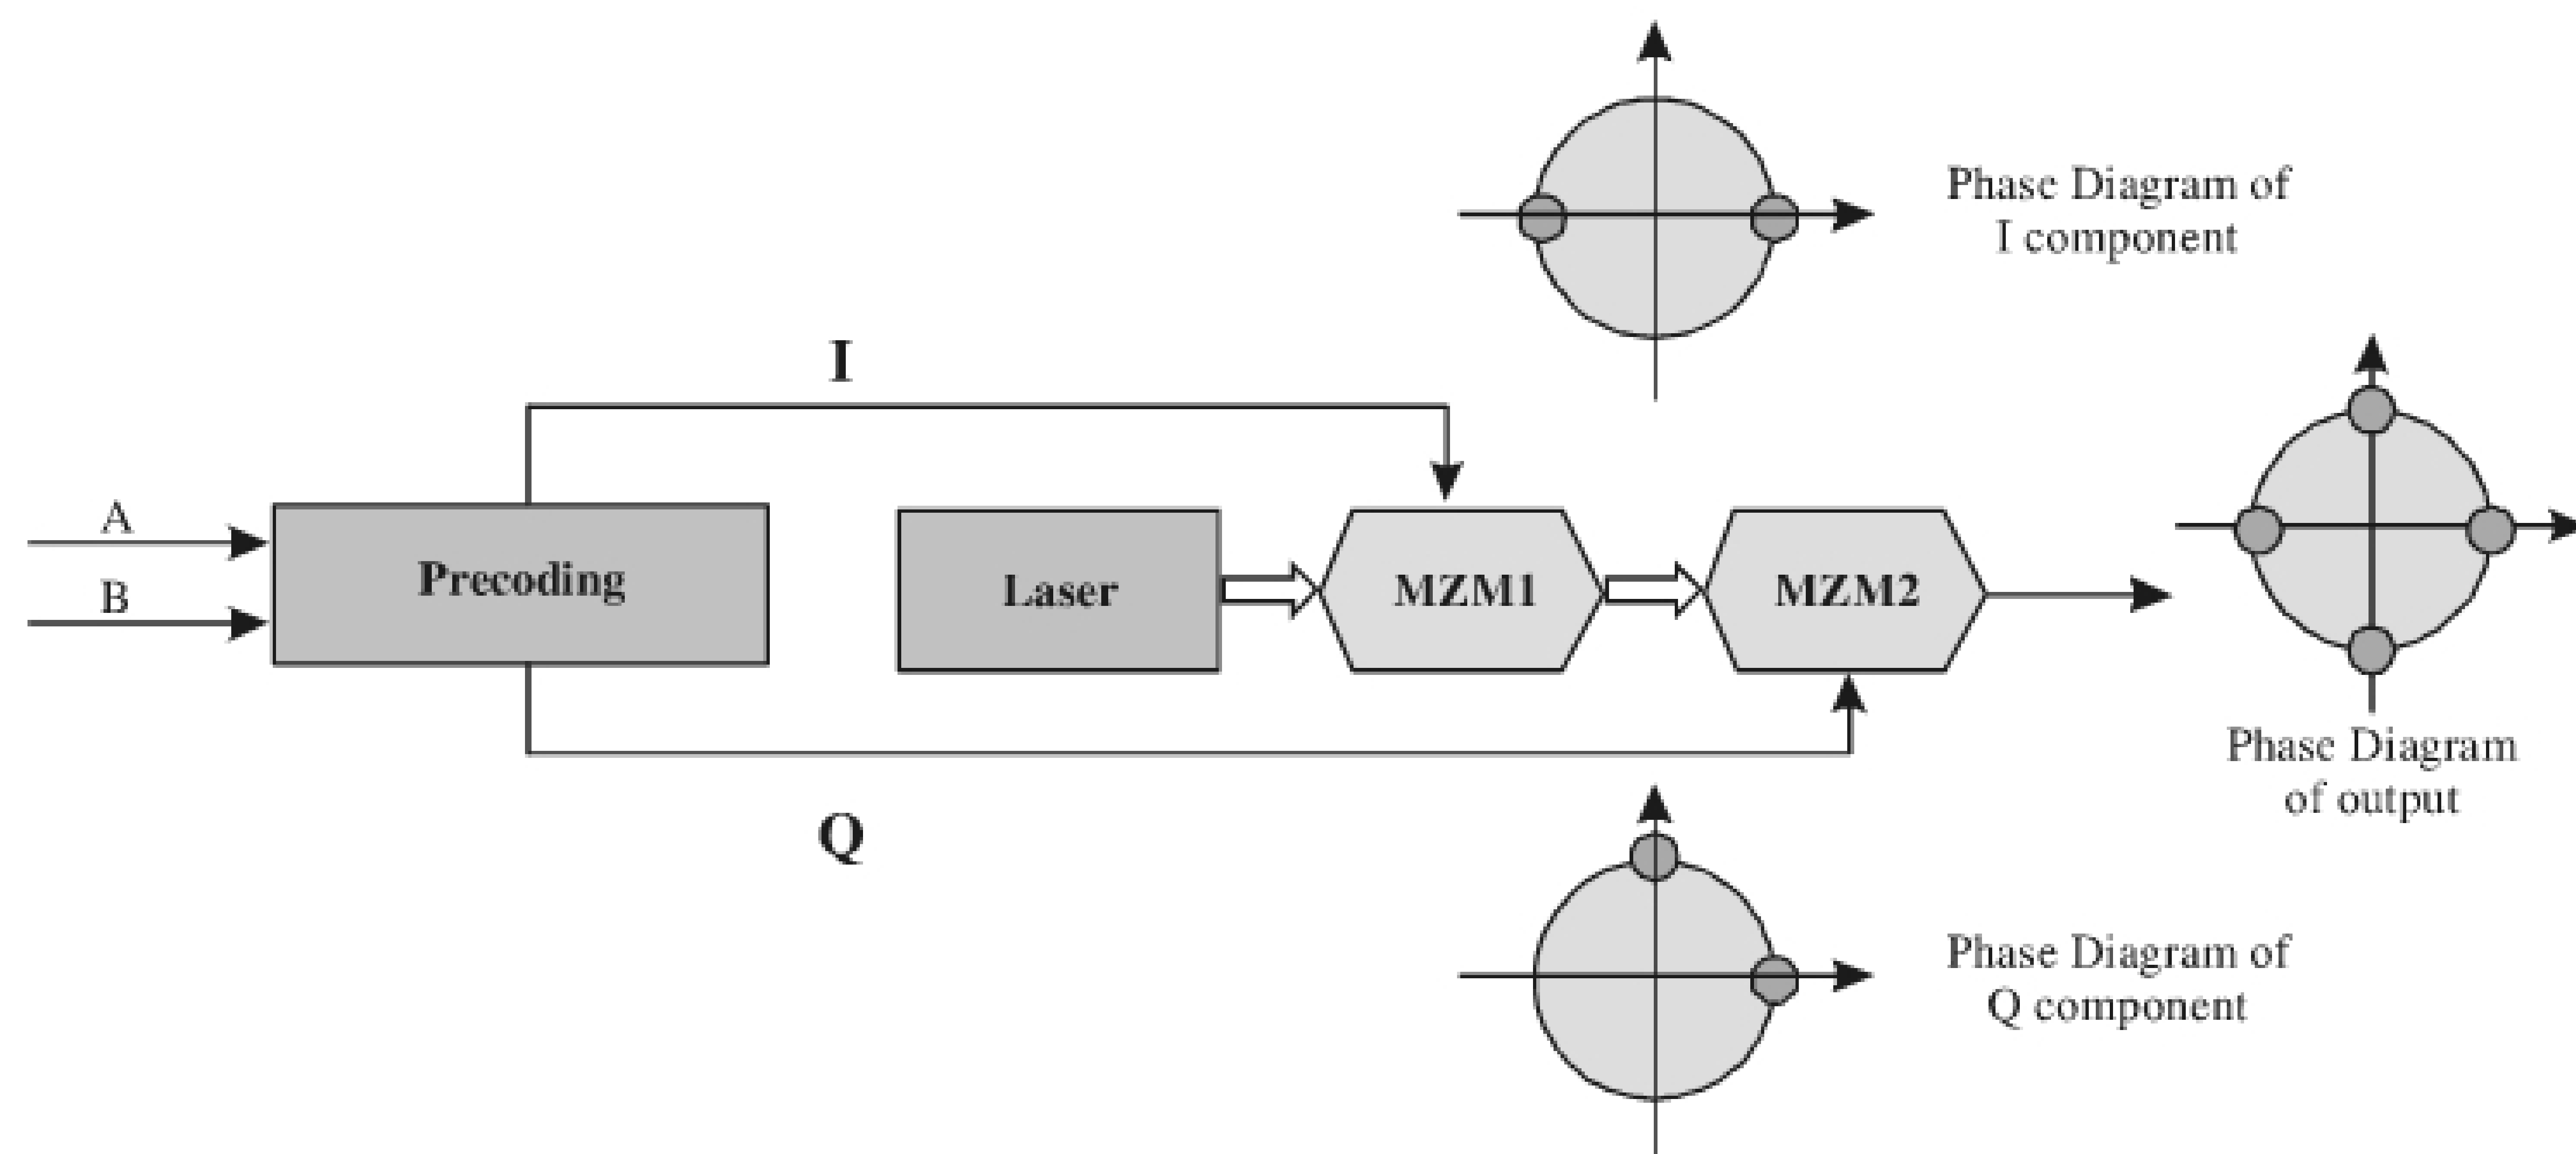 Phase Diagram of
I component
I
A
B
Precoding
Laser
MZM1
MZM2
Phase Diagram
of output
Q
Phase Diagram of
Q component